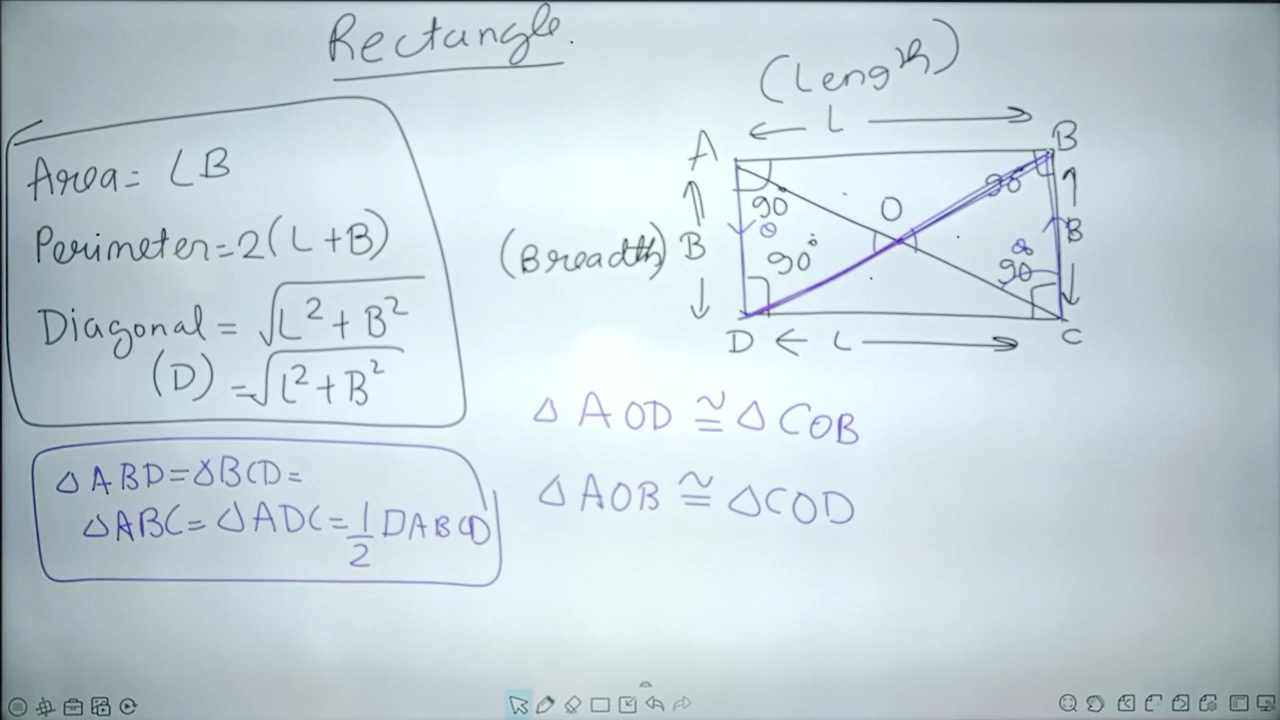 Rectangle.
Area = LB
Perimeter = 2(L+B)
Diagonal = √L²+B²
(D) = √L²+B²
△ABD = △BCD =
△ABC = △ADC = 1/2 □ABCD
(Length)
← L →
A
B
90°
90°
O
θ
(Breadth)
↑
B
↓
↑
B
↓
90°
θ
90°
D ← L → C
△AOD ≅ △COB
△AOB ≅ △COD